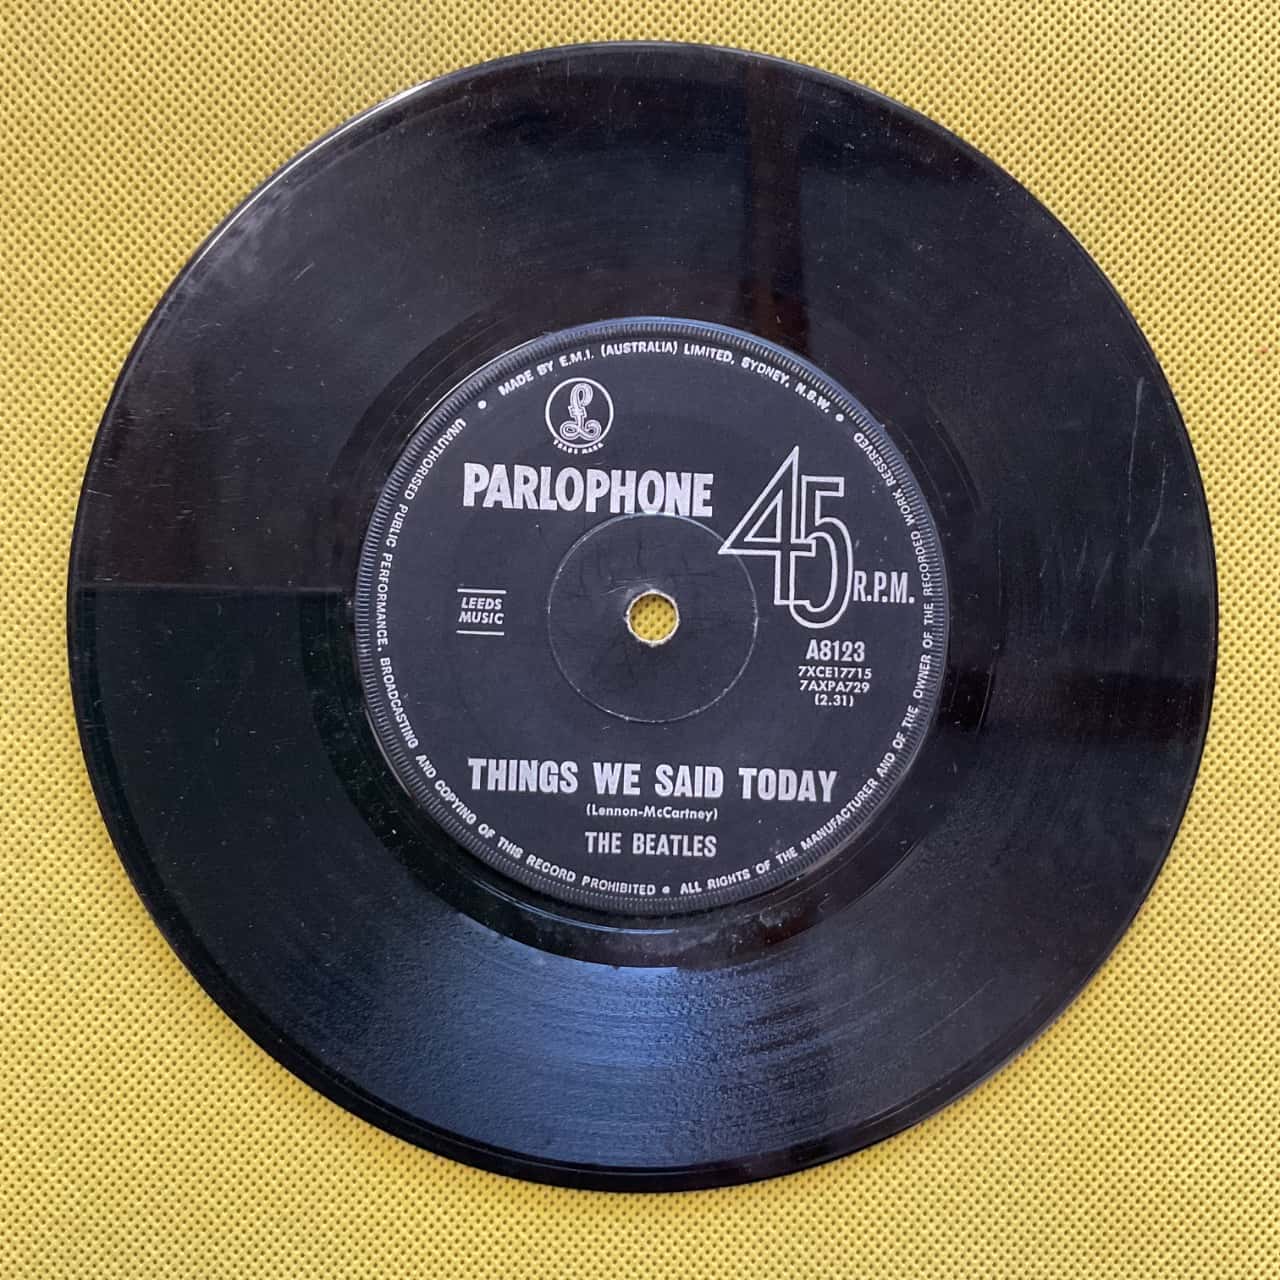 MADE BY E.M.I. (AUSTRALIA) LIMITED, SYDNEY, N.S.W. •
UNAUTHORISED PUBLIC PERFORMANCE, BROADCASTING AND COPYING OF THIS RECORD PROHIBITED • ALL RIGHTS OF THE MANUFACTURER AND OF THE OWNER OF THE RECORDED WORK RESERVED •
£
TRADE MARK
PARLOPHONE
45 R.P.M.
LEEDS
MUSIC
A8123
7XCE17715
7AXPA729
(2.31)
THINGS WE SAID TODAY
(Lennon-McCartney)
THE BEATLES